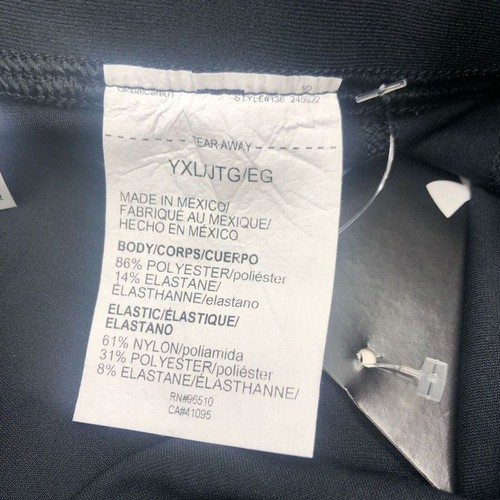 STYLE#136 245922
TEAR AWAY
YXL/JTG/EG
MADE IN MEXICO/
FABRIQUÉ AU MEXIQUE/
HECHO EN MÉXICO
BODY/CORPS/CUERPO
86% POLYESTER/poliéster
14% ELASTANE/
ÉLASTHANNE/elastano
ELASTIC/ÉLASTIQUE/
ELASTANO
61% NYLON/poliamida
31% POLYESTER/poliéster
8% ELASTANE/ÉLASTHANNE/
RN#96510
CA#41095